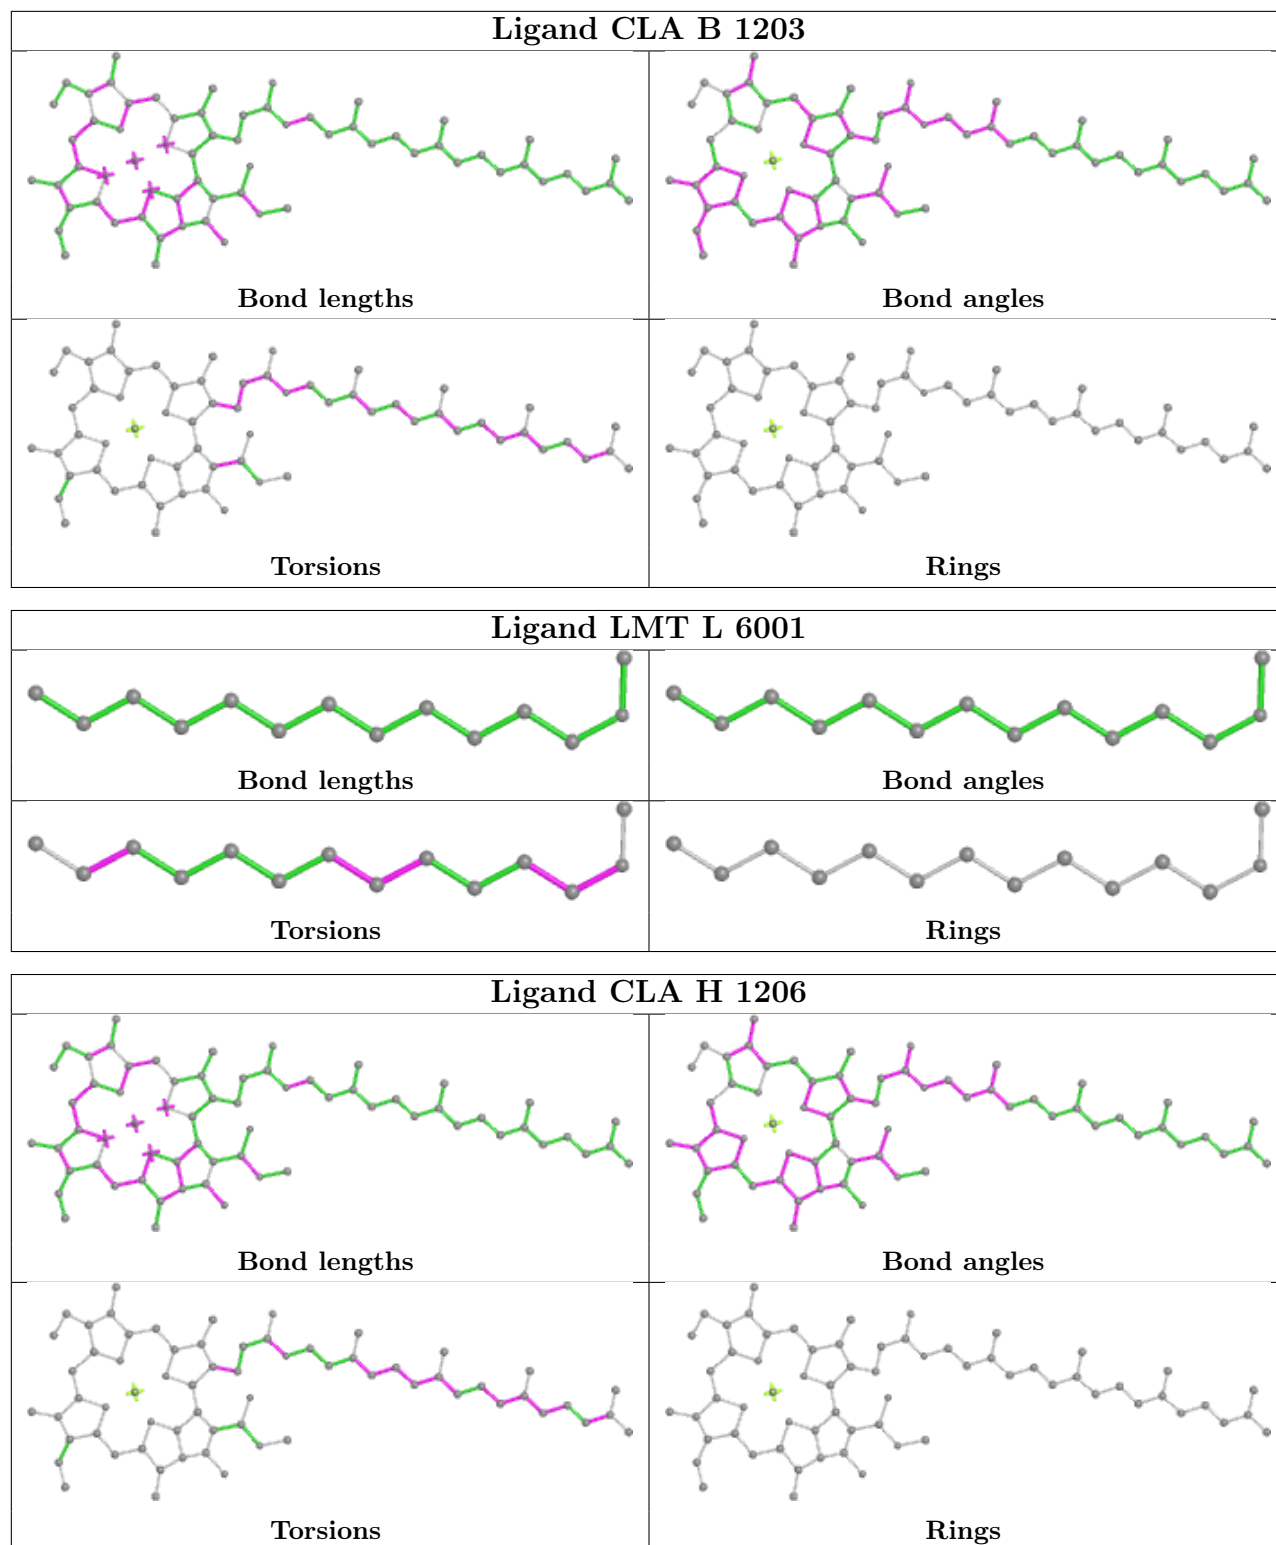 Ligand CLA B 1203
Bond lengths
Bond angles
Torsions
Rings
Ligand LMT L 6001
Bond lengths
Bond angles
Torsions
Rings
Ligand CLA H 1206
Bond lengths
Bond angles
Torsions
Rings